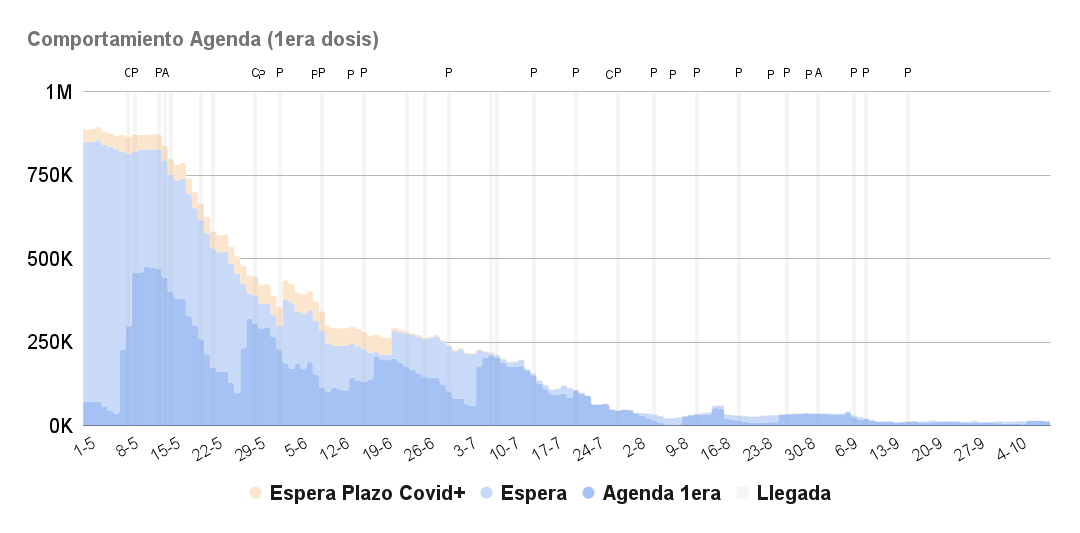 Comportamiento Agenda (1era dosis)
CP PA CP P PP P P P P P CP P P P P P P P A P P P
1M
750K
500K
250K
0K
1-5 8-5 15-5 22-5 29-5 5-6 12-6 19-6 26-6 3-7 10-7 17-7 24-7 2-8 9-8 16-8 23-8 30-8 6-9 13-9 20-9 27-9 4-10
Espera Plazo Covid+ Espera Agenda 1era Llegada